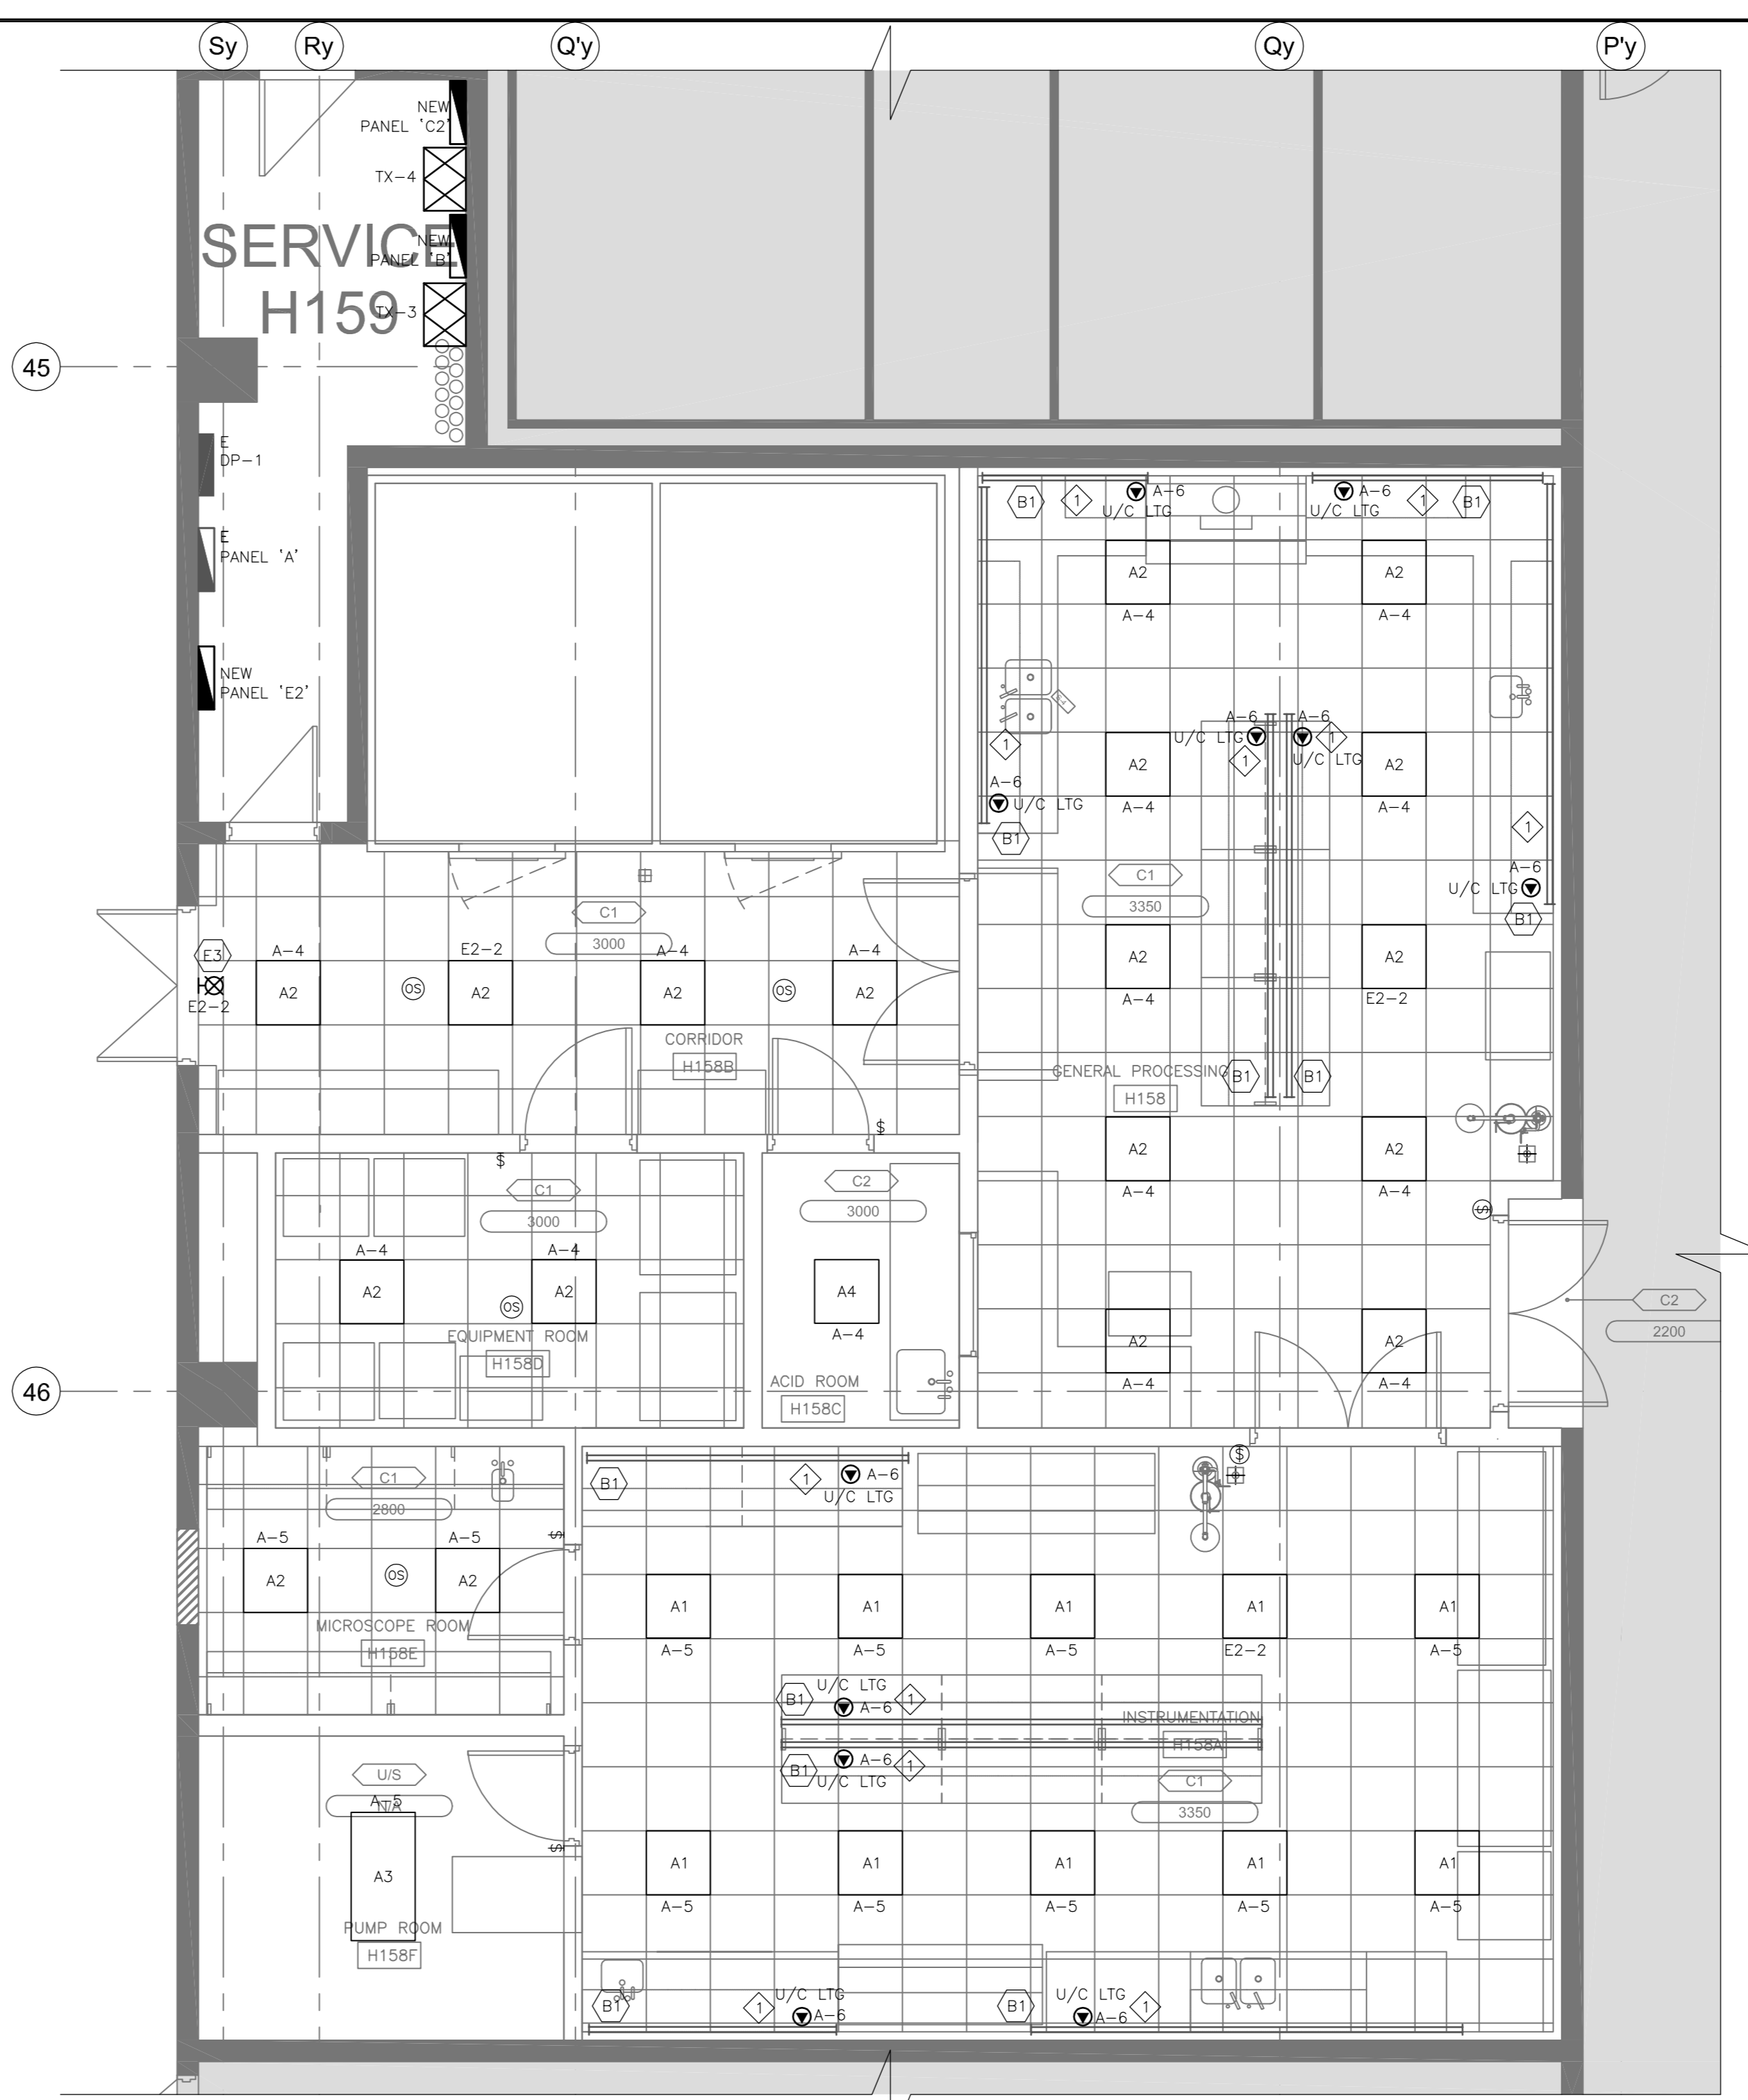 Sy Ry Q'y Qy P'y
NEW
PANEL 'C2'
TX-4
SERVICE
H159
NEW
PANEL 'B'
TX-3
45
E
DP-1
E
PANEL 'A'
NEW
PANEL 'E2'
B1 1 A-6
U/C LTG
A-6 1 B1
U/C LTG
A2 A2
A-4 A-4
A-6 A-6
U/C LTG 1
1 U/C LTG
1
A-6
U/C LTG
B1
A2 A2
A-4 A-4
1
A-6
U/C LTG
B1
C1
3350
C1
3000
E3
E2-2
A-4 E2-2 A-4 A-4
A2 OS A2 A2 OS A2
A2 A2
A-4 E2-2
CORRIDOR
H158B
GENERAL PROCESSING
H158
B1 B1
$
$
A2 A2
A-4 A-4
C1
3000
C2
3000
$
A-4 A-4
A2 A2
OS
EQUIPMENT ROOM
H158D
A4
A-4
ACID ROOM
H158C
A2 A2
A-4 A-4
C2
2200
46
C1
2800
B1 1 A-6
U/C LTG
$
A-5 A-5
A2 OS A2
$
MICROSCOPE ROOM
H158E
A1 A1 A1 A1 A1
A-5 A-5 A-5 E2-2 A-5
U/C LTG
B1 A-6 1
INSTRUMENTATION
H158A
B1 A-6 1
U/C LTG
C1
3350
U/S
N/A
A-5
A3
$
PUMP ROOM
H158F
A1 A1 A1 A1 A1
A-5 A-5 A-5 A-5 A-5
U/C LTG
B1 1 A-6
U/C LTG
B1 A-6 1